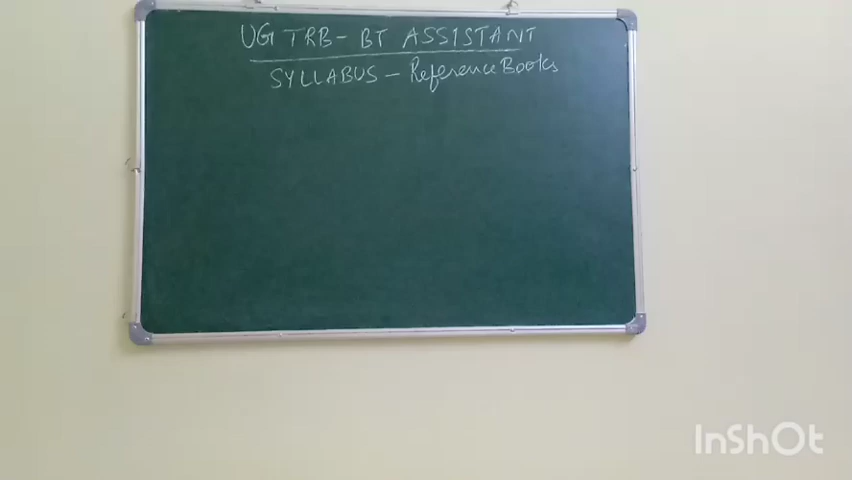 UG TRB- BT ASSISTANT
SYLLABUS - Reference Books
InShOt